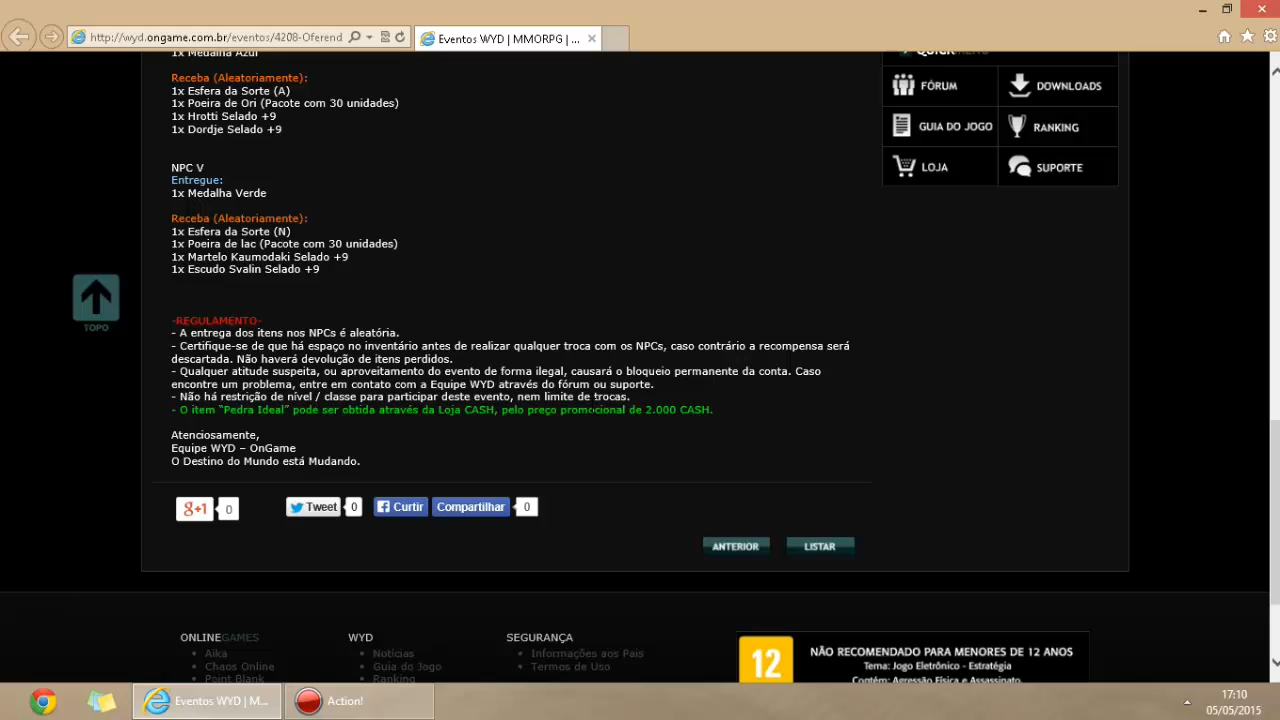 http://wyd.ongame.com.br/eventos/4208-Oferend
Eventos WYD | MMORPG | ...
1x Medalha Azul
Receba (Aleatoriamente):
1x Esfera da Sorte (A)
1x Poeira de Ori (Pacote com 30 unidades)
1x Hrotti Selado +9
1x Dordje Selado +9
NPC V
Entregue:
1x Medalha Verde
Receba (Aleatoriamente):
1x Esfera da Sorte (N)
1x Poeira de lac (Pacote com 30 unidades)
1x Martelo Kaumodaki Selado +9
1x Escudo Svalin Selado +9
-REGULAMENTO-
- A entrega dos itens nos NPCs é aleatória.
- Certifique-se de que há espaço no inventário antes de realizar qualquer troca com os NPCs, caso contrário a recompensa será
descartada. Não haverá devolução de itens perdidos.
- Qualquer atitude suspeita, ou aproveitamento do evento de forma ilegal, causará o bloqueio permanente da conta. Caso
encontre um problema, entre em contato com a Equipe WYD através do fórum ou suporte.
- Não há restrição de nível / classe para participar deste evento, nem limite de trocas.
- O item “Pedra Ideal” pode ser obtida através da Loja CASH, pelo preço promocional de 2.000 CASH.
Atenciosamente,
Equipe WYD – OnGame
O Destino do Mundo está Mudando.
g+1 0
Tweet 0
Curtir
Compartilhar 0
ANTERIOR
LISTAR
QUICKMENU
FÓRUM
DOWNLOADS
GUIA DO JOGO
RANKING
LOJA
SUPORTE
TOPO
ONLINEGAMES
Aika
Chaos Online
Point Blank
WYD
Notícias
Guia do Jogo
Ranking
SEGURANÇA
Informações aos Pais
Termos de Uso
12
NÃO RECOMENDADO PARA MENORES DE 12 ANOS
Tema: Jogo Eletrônico - Estratégia
Contém: Agressão Física e Assassinato
Eventos WYD | M...
Action!
17:10
05/05/2015